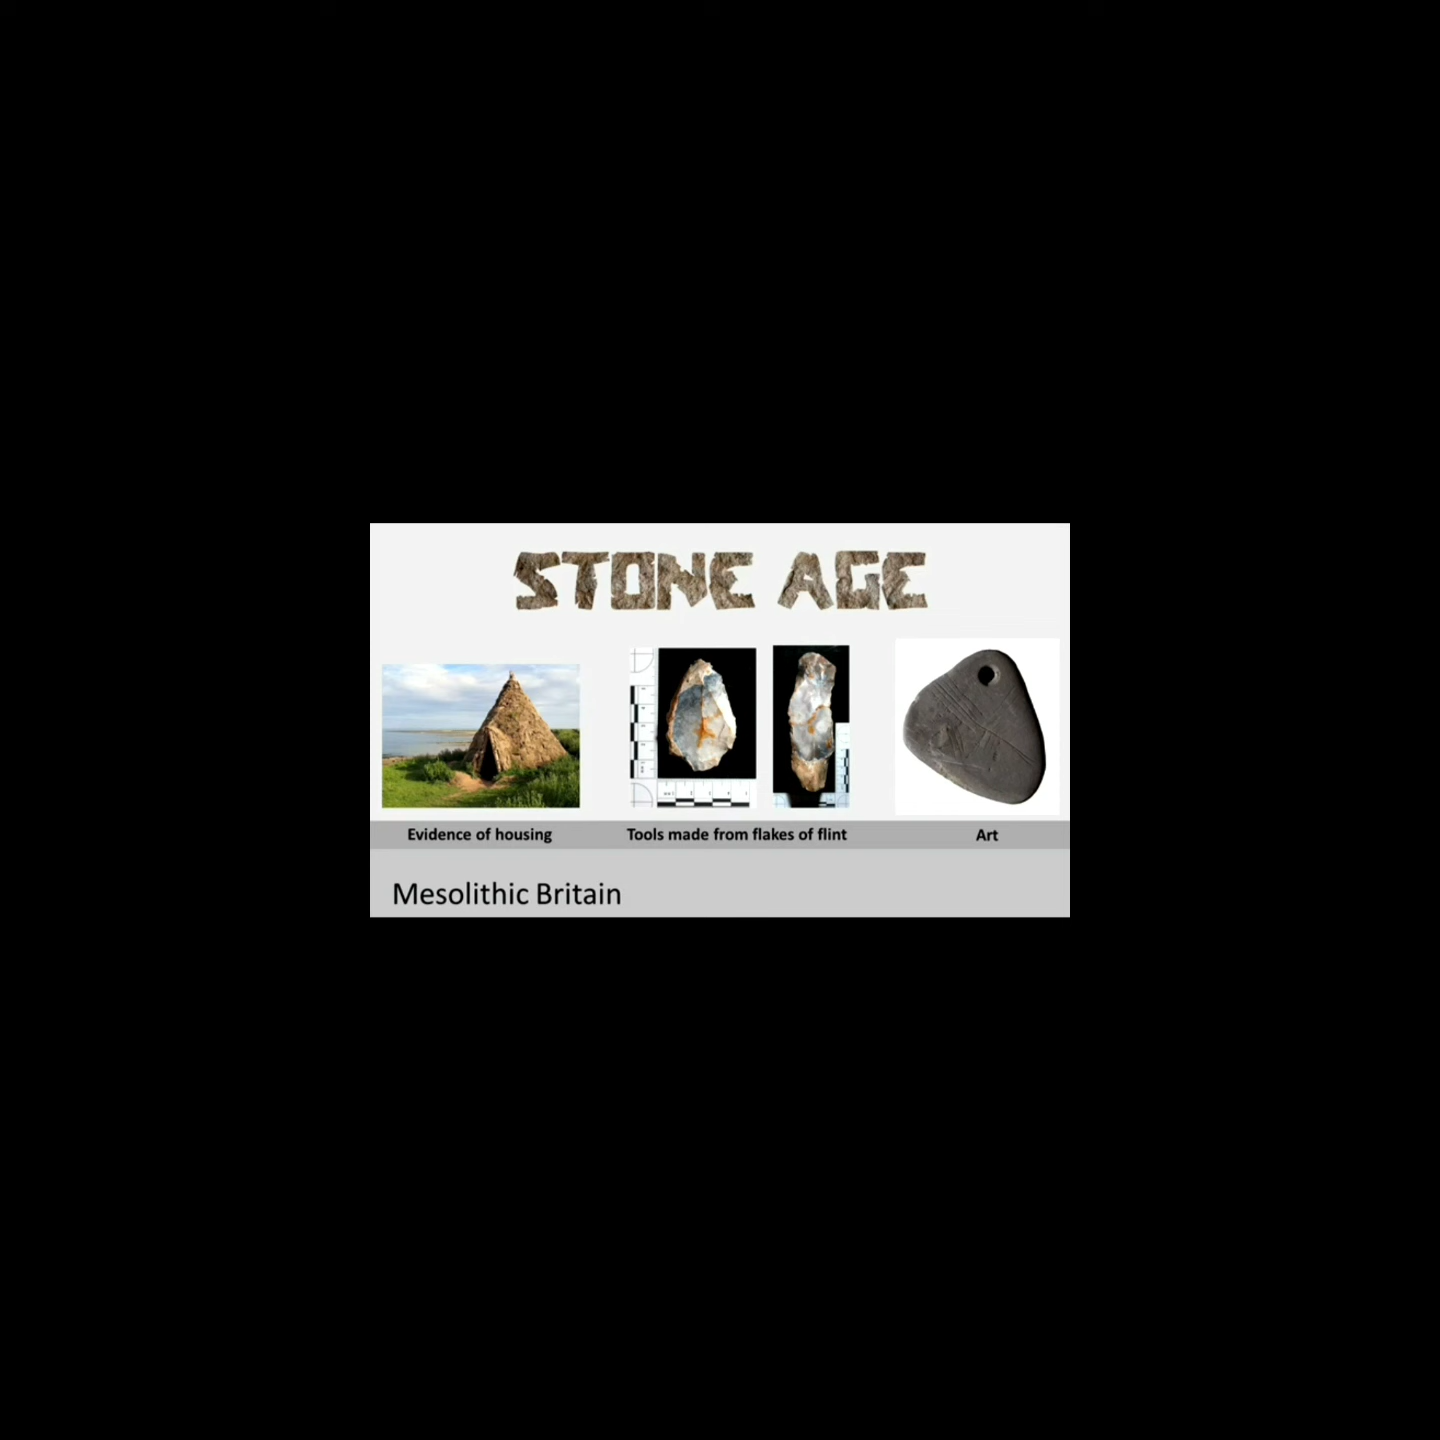 STONE AGE
Evidence of housing
Tools made from flakes of flint
Art
Mesolithic Britain